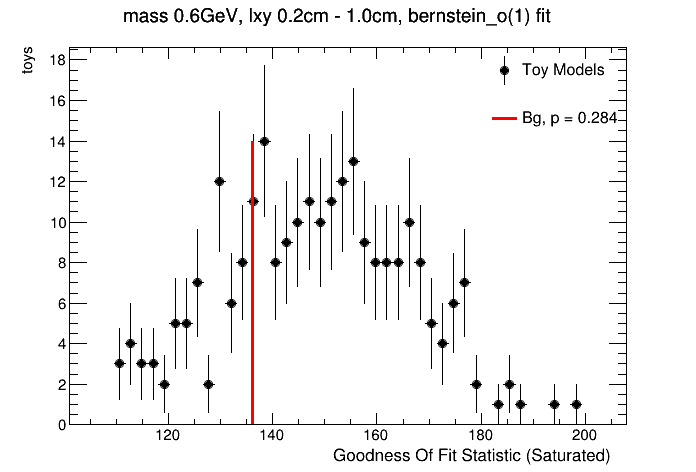 mass 0.6GeV, lxy 0.2cm - 1.0cm, bernstein_o(1) fit
toys
18
16
14
12
10
8
6
4
2
0
Toy Models
Bg, p = 0.284
120 140 160 180 200
Goodness Of Fit Statistic (Saturated)